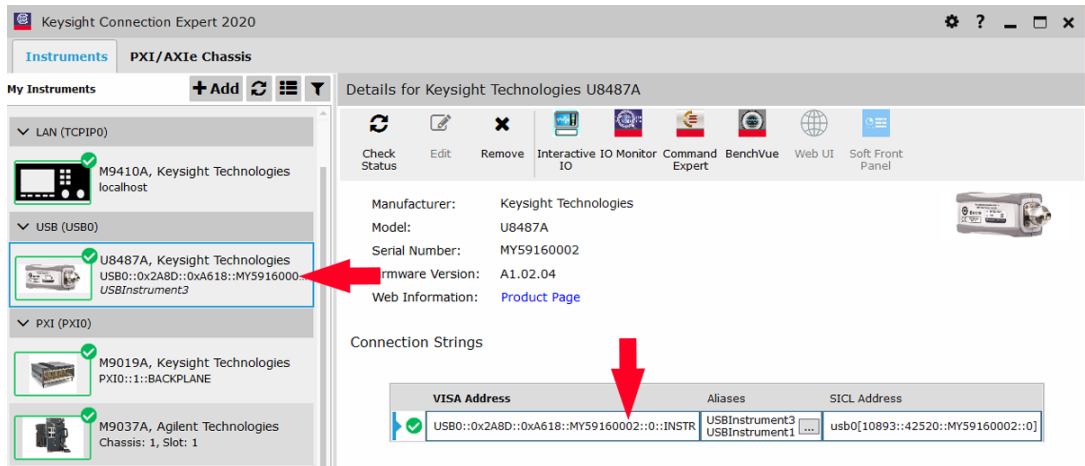 Keysight Connection Expert 2020
Instruments PXI/AXIe Chassis
My Instruments
+ Add
LAN (TCPIP0)
M9410A, Keysight Technologies
localhost
USB (USB0)
U8487A, Keysight Technologies
USB0::0x2A8D::0xA618::MY5916000...
USBInstrument3
PXI (PXI0)
M9019A, Keysight Technologies
PXI0::1::BACKPLANE
M9037A, Agilent Technologies
Chassis: 1, Slot: 1
Details for Keysight Technologies U8487A
Check Status
Edit
Remove
Interactive IO
IO Monitor
Command Expert
BenchVue
Web UI
Soft Front Panel
Manufacturer: Keysight Technologies
Model: U8487A
Serial Number: MY59160002
Version: A1.02.04
Web Information: Product Page
Connection Strings
VISA Address Aliases SICL Address
USB0::0x2A8D::0xA618::MY59160002::0::INSTR
USBInstrument3
USBInstrument1 ...
usb0[10893::42520::MY59160002::0]